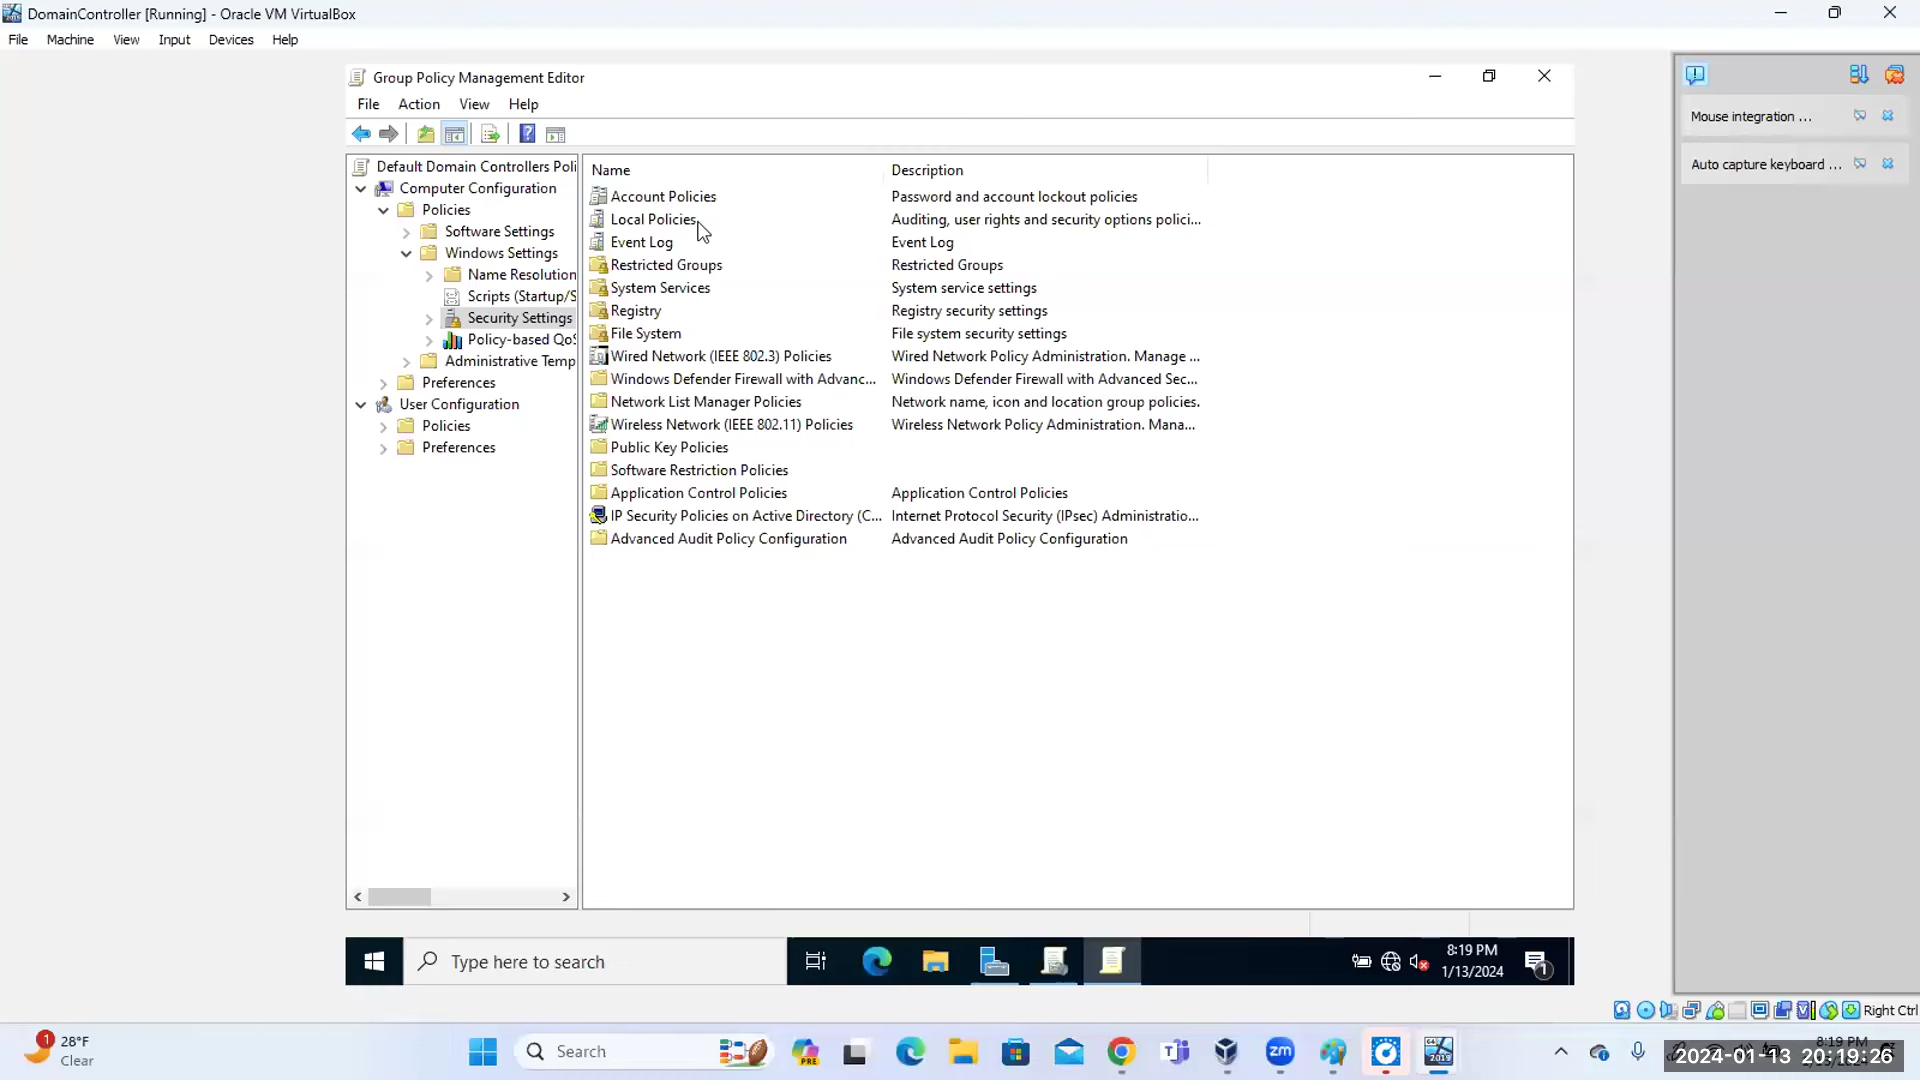 DomainController [Running] - Oracle VM VirtualBox
File Machine View Input Devices Help
Group Policy Management Editor
File Action View Help
Mouse integration ...
Auto capture keyboard ...
Default Domain Controllers Poli
Computer Configuration
Policies
Software Settings
Windows Settings
Name Resolution
Scripts (Startup/S
Security Settings
Policy-based QoS
Administrative Temp
Preferences
User Configuration
Policies
Preferences
Name Description
Account Policies Password and account lockout policies
Local Policies Auditing, user rights and security options polici...
Event Log Event Log
Restricted Groups Restricted Groups
System Services System service settings
Registry Registry security settings
File System File system security settings
Wired Network (IEEE 802.3) Policies Wired Network Policy Administration. Manage ...
Windows Defender Firewall with Advanc... Windows Defender Firewall with Advanced Sec...
Network List Manager Policies Network name, icon and location group policies.
Wireless Network (IEEE 802.11) Policies Wireless Network Policy Administration. Mana...
Public Key Policies
Software Restriction Policies
Application Control Policies Application Control Policies
IP Security Policies on Active Directory (C... Internet Protocol Security (IPsec) Administratio...
Advanced Audit Policy Configuration Advanced Audit Policy Configuration
Type here to search
8:19 PM
1/13/2024
1
Right Ctrl
1
28°F
Clear
Search
PRE
zm
64
2019
8:19 PM
2024-01-13 20:19:26